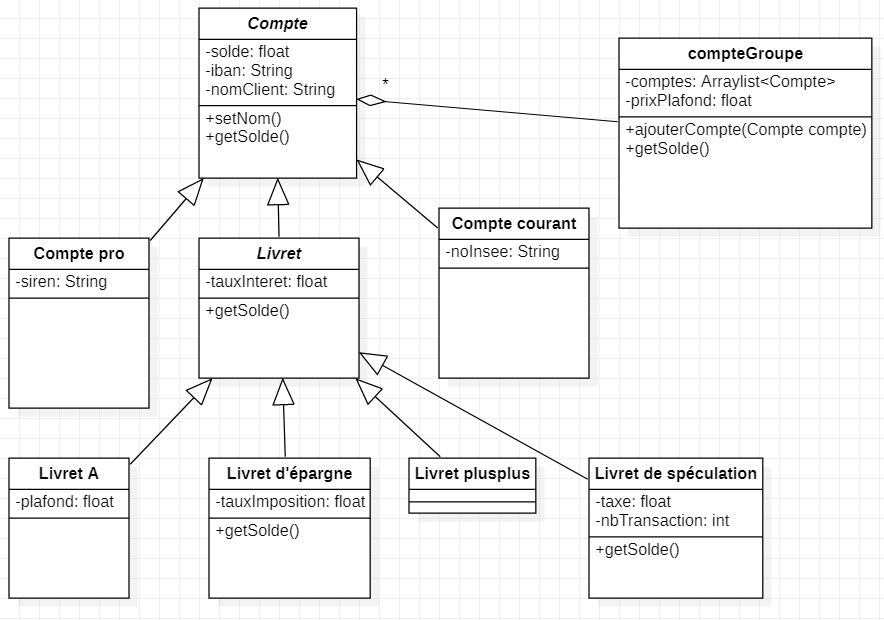 Compte
-solde: float
-iban: String
-nomClient: String
+setNom()
+getSolde()
*
compteGroupe
-comptes: Arraylist<Compte>
-prixPlafond: float
+ajouterCompte(Compte compte)
+getSolde()
Compte pro
-siren: String
Livret
-tauxInteret: float
+getSolde()
Compte courant
-noInsee: String
Livret A
-plafond: float
Livret d'épargne
-tauxImposition: float
+getSolde()
Livret plusplus
Livret de spéculation
-taxe: float
-nbTransaction: int
+getSolde()